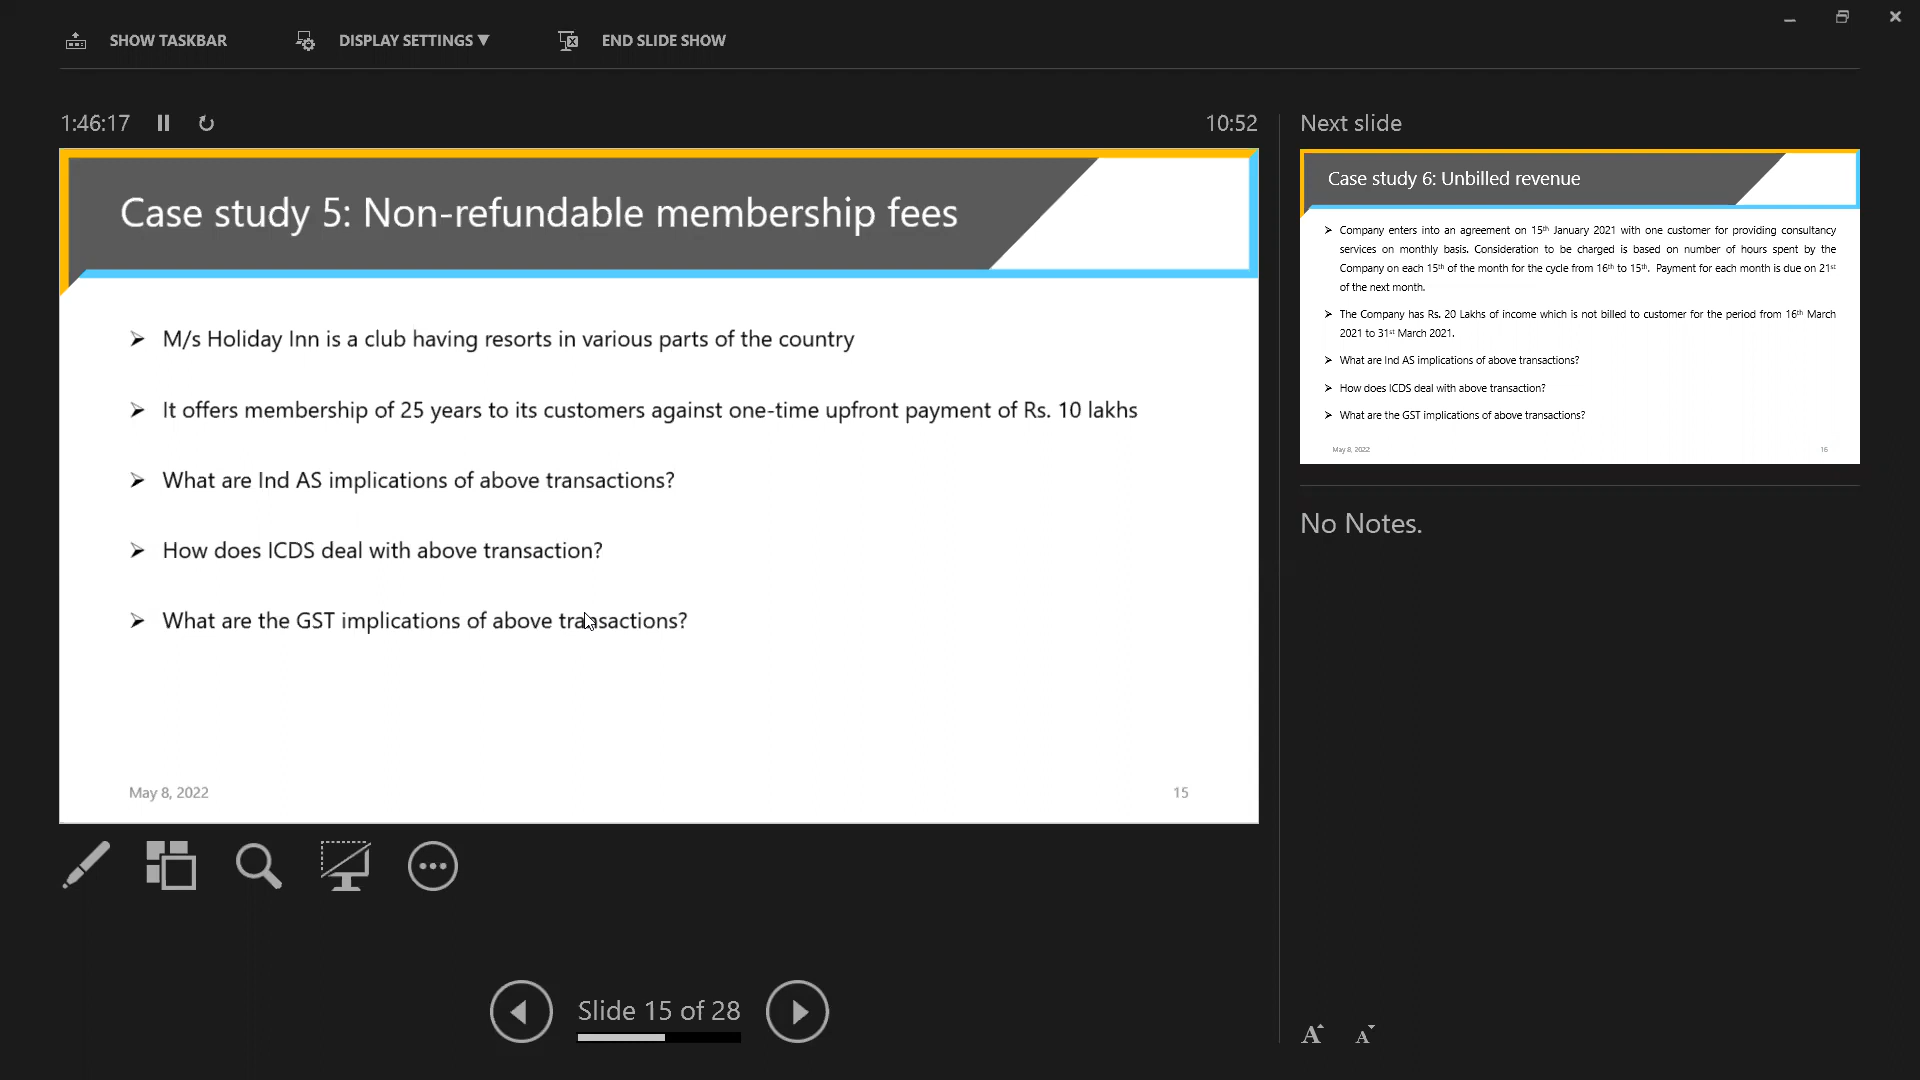 SHOW TASKBAR
DISPLAY SETTINGS ▼
END SLIDE SHOW
1:46:17
10:52
Case study 5: Non-refundable membership fees
➢ M/s Holiday Inn is a club having resorts in various parts of the country
➢ It offers membership of 25 years to its customers against one-time upfront payment of Rs. 10 lakhs
➢ What are Ind AS implications of above transactions?
➢ How does ICDS deal with above transaction?
➢ What are the GST implications of above transactions?
May 8, 2022
15
Next slide
Case study 6: Unbilled revenue
➢ Company enters into an agreement on 15th January 2021 with one customer for providing consultancy
services on monthly basis. Consideration to be charged is based on number of hours spent by the
Company on each 15th of the month for the cycle from 16th to 15th. Payment for each month is due on 21st
of the next month.
➢ The Company has Rs. 20 Lakhs of income which is not billed to customer for the period from 16th March
2021 to 31st March 2021.
➢ What are Ind AS implications of above transactions?
➢ How does ICDS deal with above transaction?
➢ What are the GST implications of above transactions?
May 8, 2022
16
No Notes.
Slide 15 of 28
A A